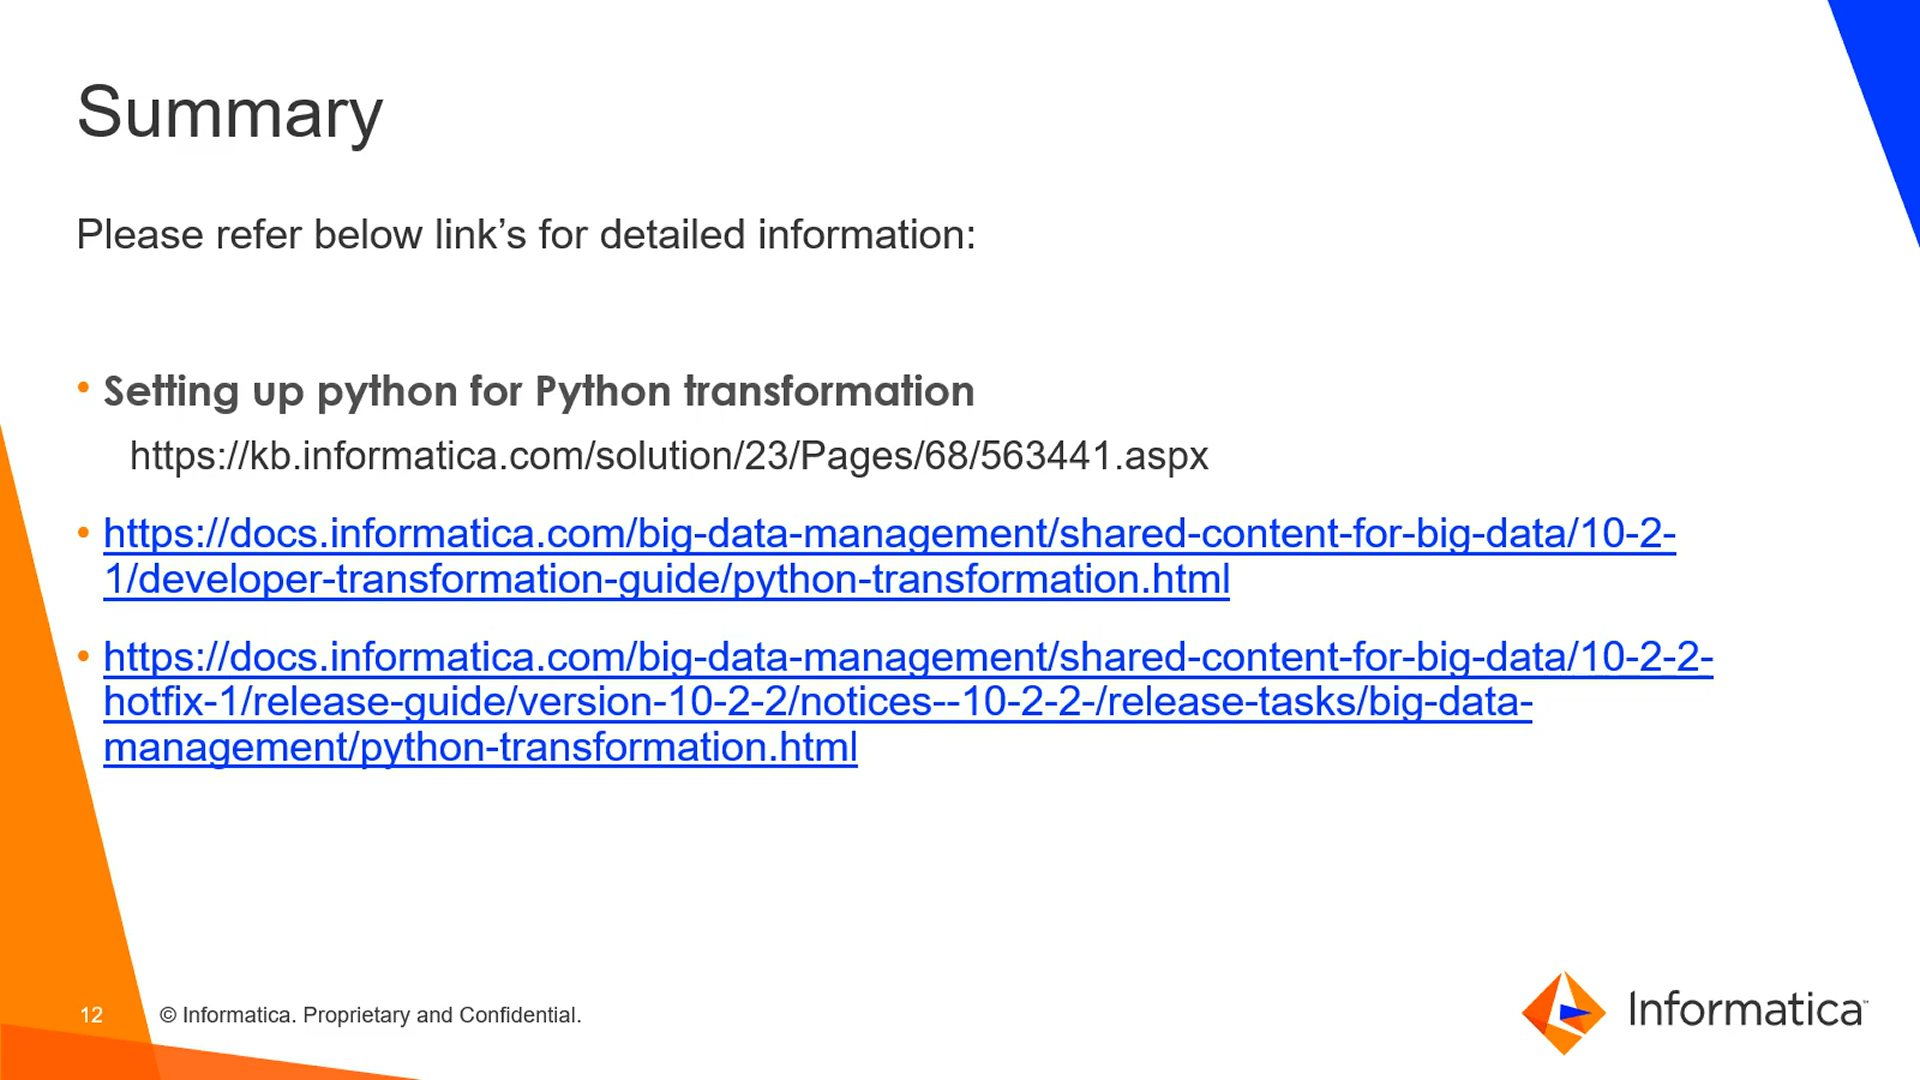 Summary
Please refer below link’s for detailed information:
• Setting up python for Python transformation
https://kb.informatica.com/solution/23/Pages/68/563441.aspx
• https://docs.informatica.com/big-data-management/shared-content-for-big-data/10-2-
1/developer-transformation-guide/python-transformation.html
• https://docs.informatica.com/big-data-management/shared-content-for-big-data/10-2-2-
hotfix-1/release-guide/version-10-2-2/notices--10-2-2-/release-tasks/big-data-
management/python-transformation.html
12 © Informatica. Proprietary and Confidential.
Informatica™